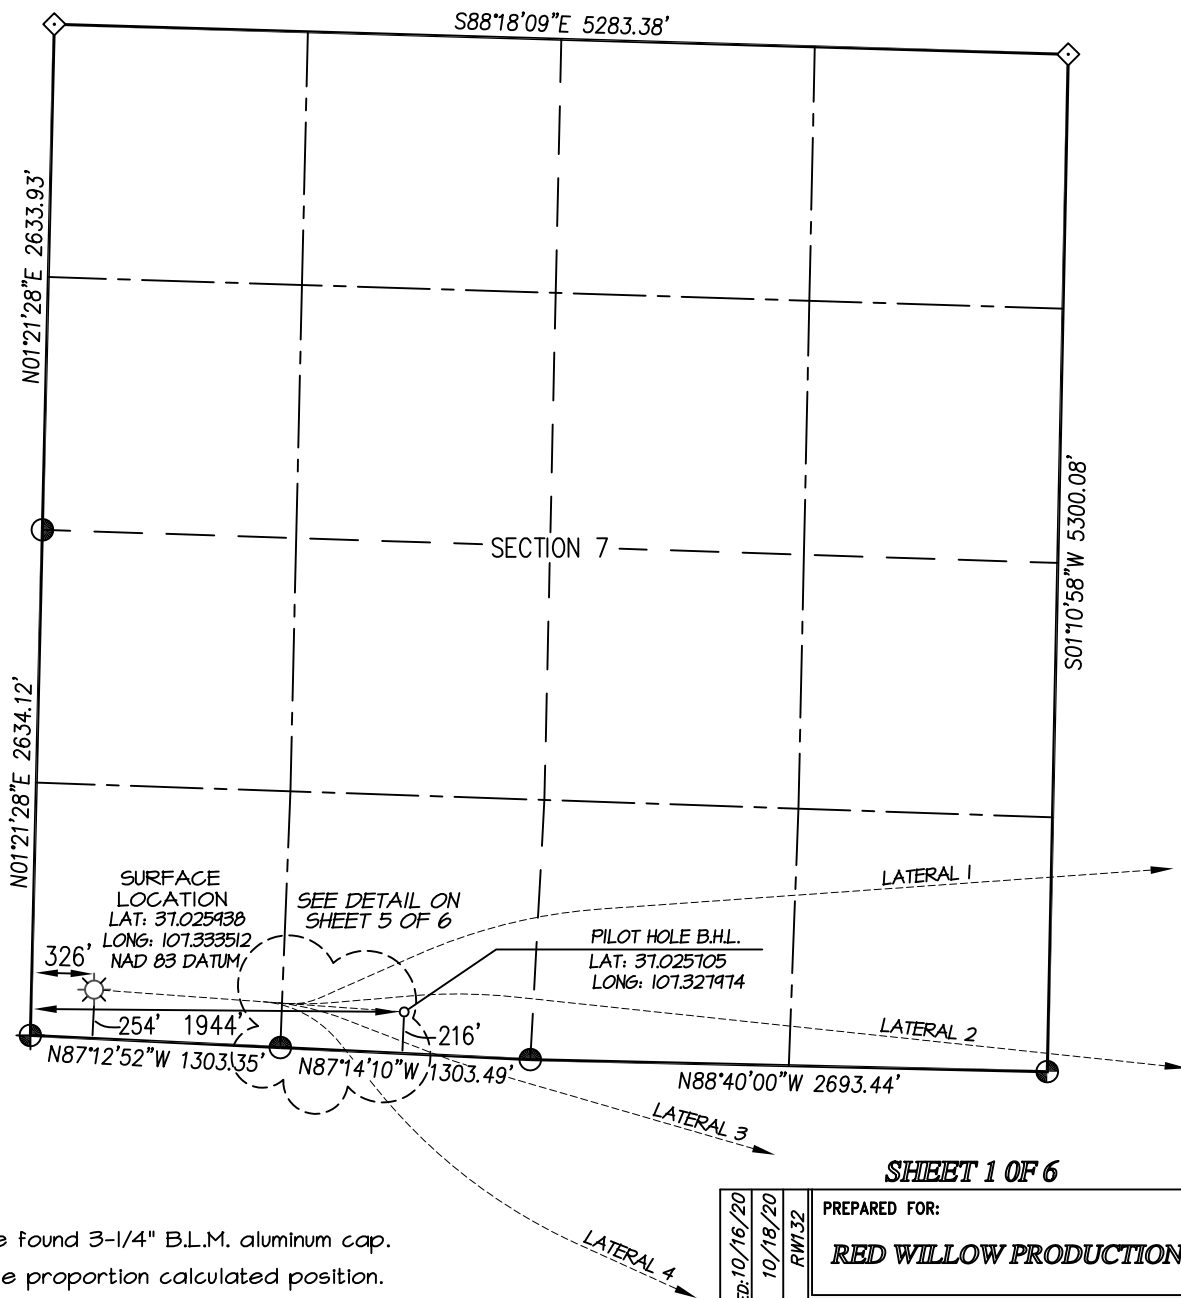 S88°18'09"E 5283.38'
N01°21'28"E 2633.93'
SECTION 7
S01°10'58"W 5300.08'
N01°21'28"E 2634.12'
SURFACE
LOCATION
LAT: 37.025938
LONG: 107.333512
NAD 83 DATUM
SEE DETAIL ON
SHEET 5 OF 6
LATERAL 1
PILOT HOLE B.H.L.
LAT: 37.025705
LONG: 107.327974
326'
254'
1944'
216'
LATERAL 2
N87°12'52"W 1303.35'
N87°14'10"W 1303.49'
N88°40'00"W 2693.44'
LATERAL 3
LATERAL 4
SHEET 1 OF 6
found 3-1/4" B.L.M. aluminum cap.
proportion calculated position.
10/16/20
10/18/20
RW132
PREPARED FOR:
RED WILLOW PRODUCTION